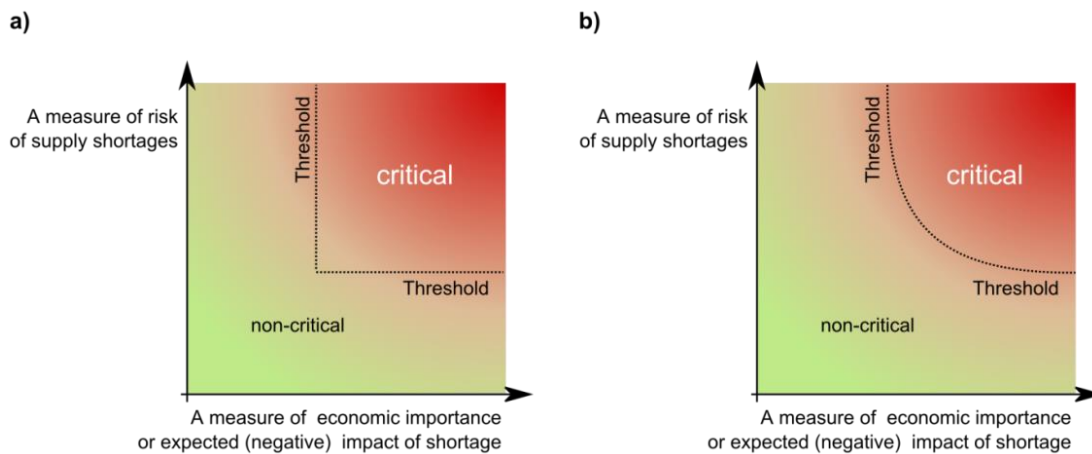 a)
A measure of risk
of supply shortages
Threshold
critical
Threshold
non-critical
A measure of economic importance
or expected (negative) impact of shortage
b)
A measure of risk
of supply shortages
Threshold
critical
Threshold
non-critical
A measure of economic importance
or expected (negative) impact of shortage